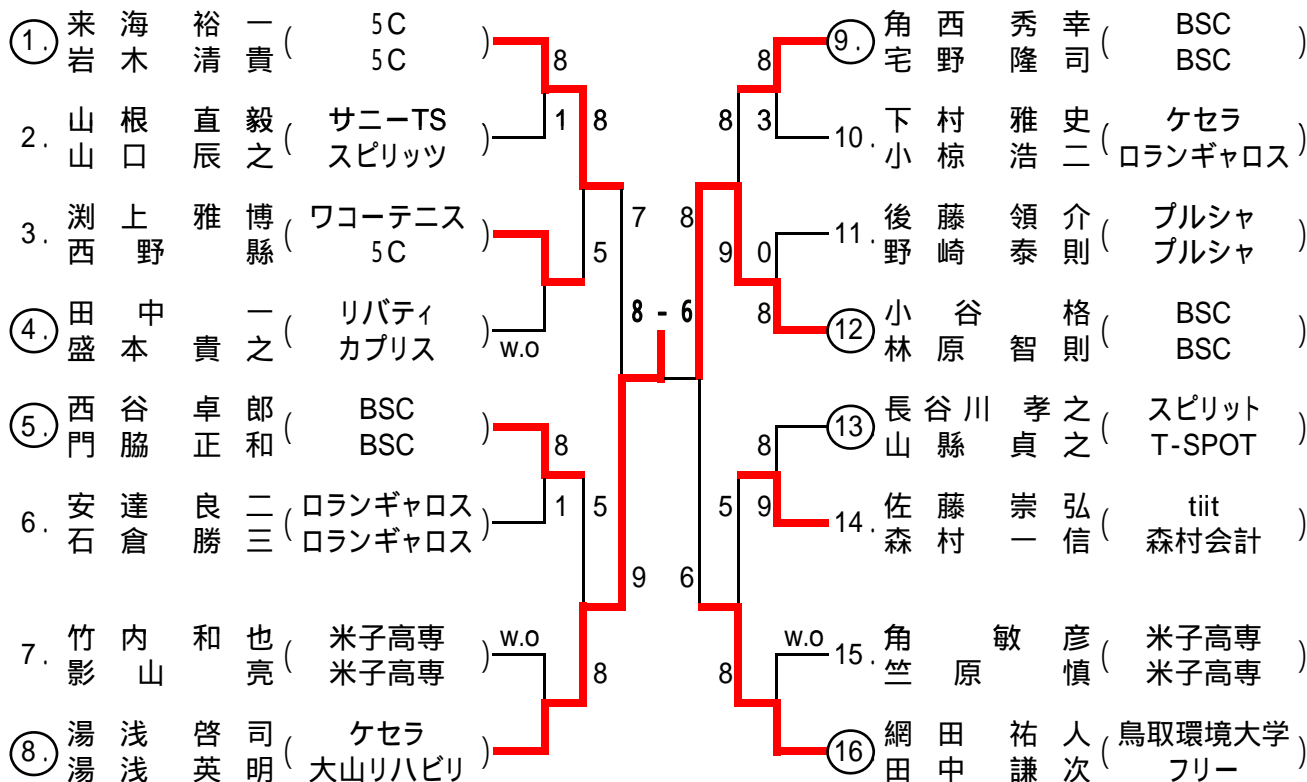 1. 来海 裕一 ( 5C )
岩木 清貴 5C
8
2. 山根 直毅 ( サニーTS )
山口 辰之 スピリッツ
1 8
3. 渕上 雅博 ( ワコーテニス )
西野 縣 5C
5 7
4. 田中 一 ( リバティ )
盛本 貴之 カプリス
w.o
5. 西谷 卓郎 ( BSC )
門脇 正和 BSC
8
6. 安達 良二 ( ロランギャロス )
石倉 勝三 ロランギャロス
1 5
9
7. 竹内 和也 ( 米子高専 )
影山 亮 米子高専
w.o
8
8. 湯浅 啓司 ( ケセラ )
湯浅 英明 大山リハビリ
8 - 6
9. 角西 秀幸 ( BSC )
宅野 隆司 BSC
8
10. 下村 雅史 ( ケセラ )
小椋 浩二 ロランギャロス
8 3
11. 後藤 領介 ( プルシャ )
野崎 泰則 プルシャ
8 9 0
12 小谷 格 ( BSC )
林原 智則 BSC
8
13 長谷川 孝之 ( スピリット )
山縣 貞之 T-SPOT
8
14. 佐藤 崇弘 ( tiit )
森村 一信 森村会計
5 9
6
15. 角 敏彦 ( 米子高専 )
竺原 慎 米子高専
w.o
8
16 網田 祐人 ( 鳥取環境大学 )
田中 謙次 フリー